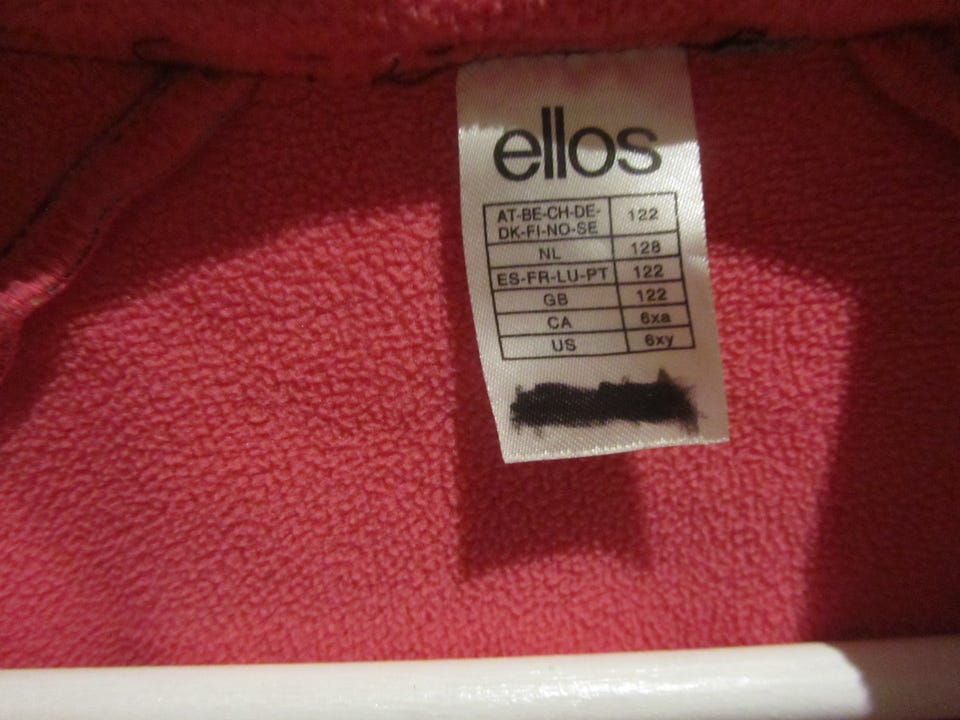 ellos
AT-BE-CH-DE-
DK-FI-NO-SE 122
NL 128
ES-FR-LU-PT 122
GB 122
CA 6xa
US 6xy